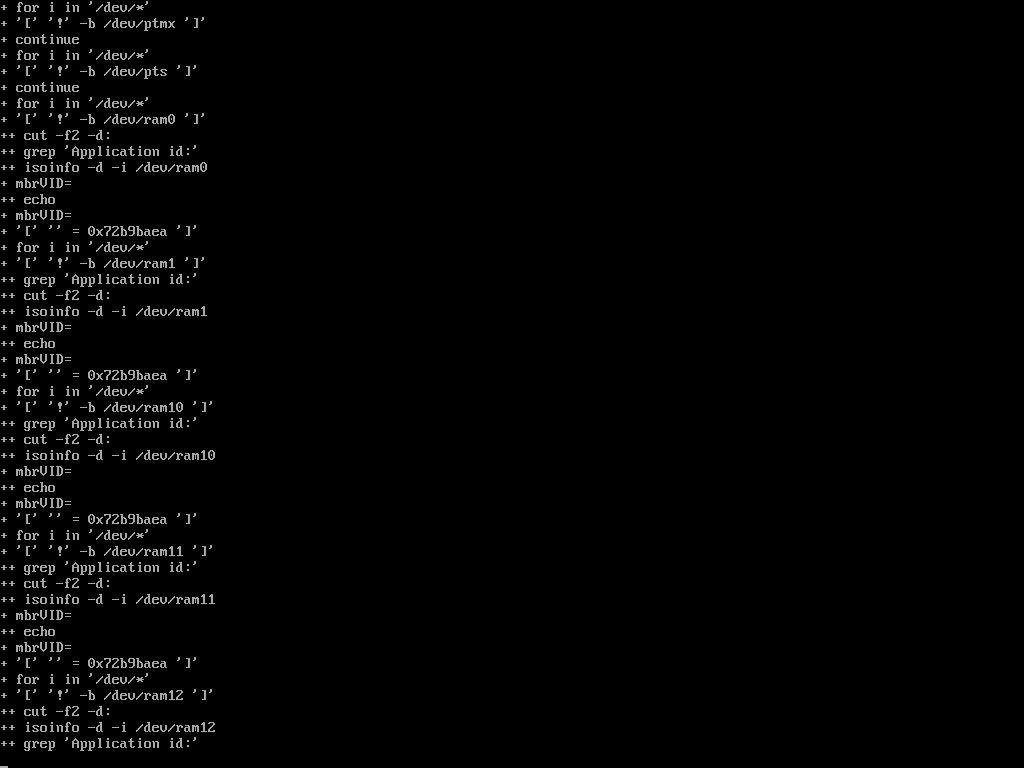 + for i in '/dev/*'
+ '[' '!' -b /dev/ptmx ']'
+ continue
+ for i in '/dev/*'
+ '[' '!' -b /dev/pts ']'
+ continue
+ for i in '/dev/*'
+ '[' '!' -b /dev/ram0 ']'
++ cut -f2 -d:
++ grep 'Application id:'
++ isoinfo -d -i /dev/ram0
+ mbrVID=
++ echo
+ mbrVID=
+ '[' '' = 0x72b9baea ']'
+ for i in '/dev/*'
+ '[' '!' -b /dev/ram1 ']'
++ grep 'Application id:'
++ cut -f2 -d:
++ isoinfo -d -i /dev/ram1
+ mbrVID=
++ echo
+ mbrVID=
+ '[' '' = 0x72b9baea ']'
+ for i in '/dev/*'
+ '[' '!' -b /dev/ram10 ']'
++ grep 'Application id:'
++ cut -f2 -d:
++ isoinfo -d -i /dev/ram10
+ mbrVID=
++ echo
+ mbrVID=
+ '[' '' = 0x72b9baea ']'
+ for i in '/dev/*'
+ '[' '!' -b /dev/ram11 ']'
++ grep 'Application id:'
++ cut -f2 -d:
++ isoinfo -d -i /dev/ram11
+ mbrVID=
++ echo
+ mbrVID=
+ '[' '' = 0x72b9baea ']'
+ for i in '/dev/*'
+ '[' '!' -b /dev/ram12 ']'
++ cut -f2 -d:
++ isoinfo -d -i /dev/ram12
++ grep 'Application id:'